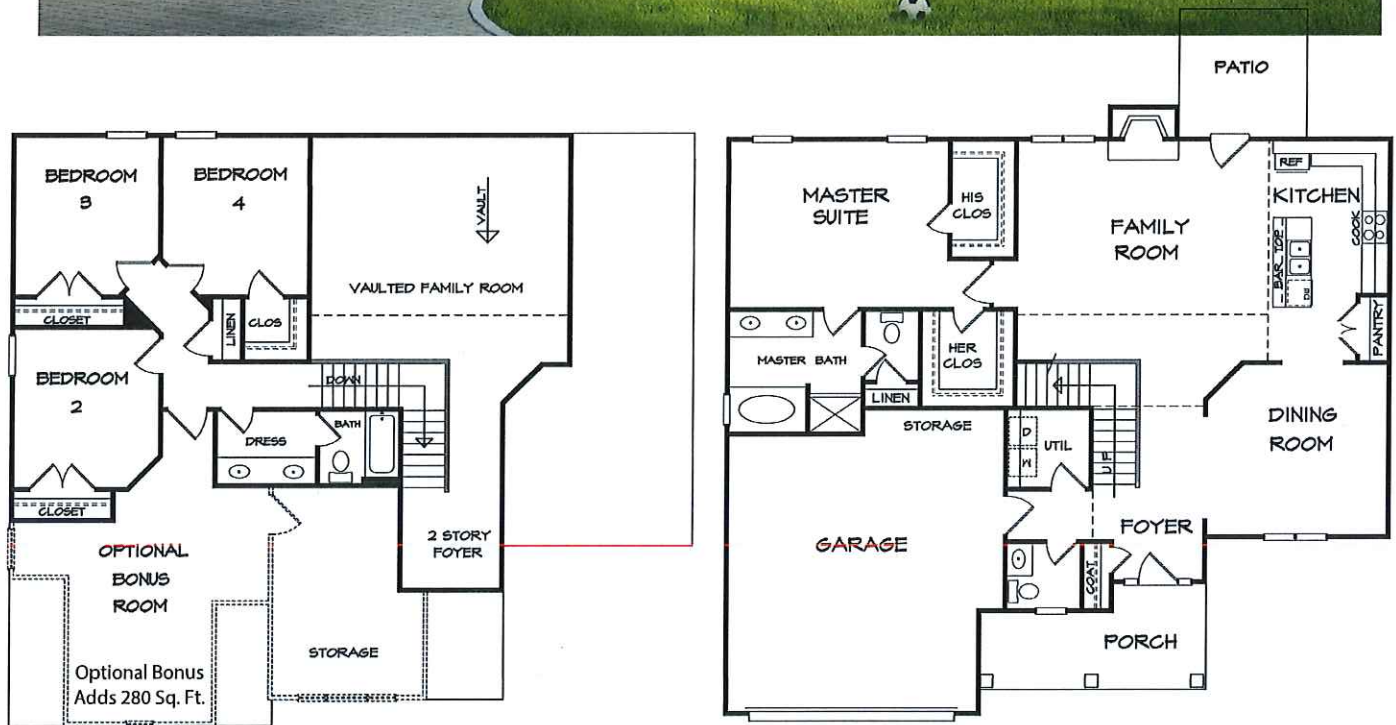 BEDROOM
3
BEDROOM
4
VAULT
VAULTED FAMILY ROOM
CLOSET
LINEN
CLOS
BEDROOM
2
DOWN
DRESS
BATH
CLOSET
OPTIONAL
BONUS
ROOM
2 STORY
FOYER
STORAGE
Optional Bonus
Adds 280 Sq. Ft.
PATIO
MASTER
SUITE
HIS
CLOS
FAMILY
ROOM
REF
KITCHEN
COOK
BAR TOP
DW
PANTRY
MASTER BATH
HER
CLOS
LINEN
STORAGE
D
W
UTIL
UP
DINING
ROOM
GARAGE
FOYER
COAT
PORCH